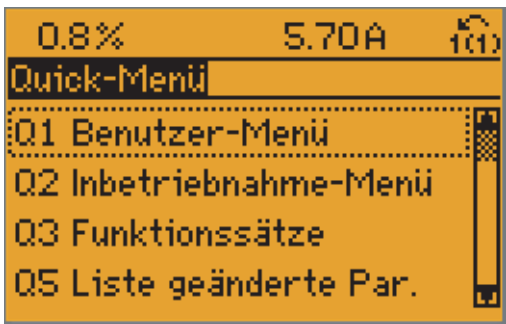 0.8% 5.70A 1(1)
Quick-Menü
Q1 Benutzer-Menü
Q2 Inbetriebnahme-Menü
Q3 Funktionssätze
Q5 Liste geänderte Par.